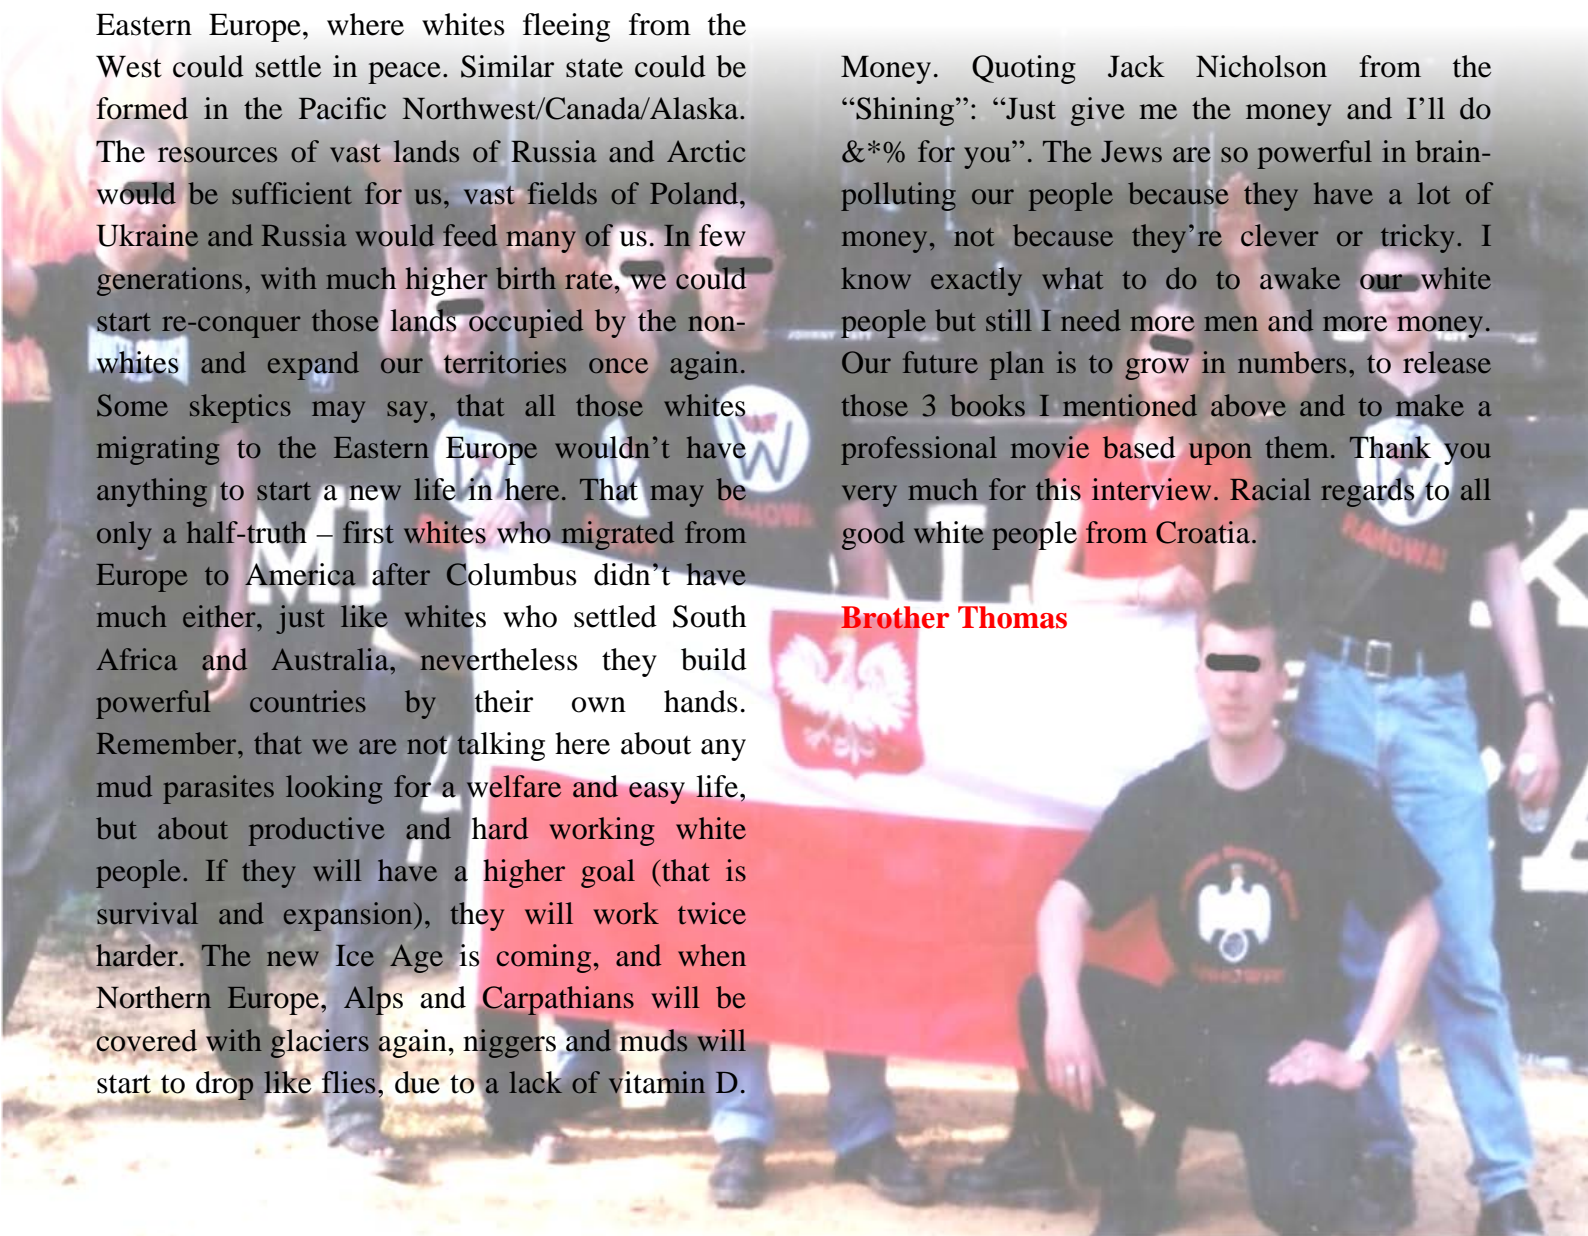 Eastern Europe, where whites fleeing from the
West could settle in peace. Similar state could be
formed in the Pacific Northwest/Canada/Alaska.
The resources of vast lands of Russia and Arctic
would be sufficient for us, vast fields of Poland,
Ukraine and Russia would feed many of us. In few
generations, with much higher birth rate, we could
start re-conquer those lands occupied by the non-
whites and expand our territories once again.
Some skeptics may say, that all those whites
migrating to the Eastern Europe wouldn’t have
anything to start a new life in here. That may be
only a half-truth – first whites who migrated from
Europe to America after Columbus didn’t have
much either, just like whites who settled South
Africa and Australia, nevertheless they build
powerful countries by their own hands.
Remember, that we are not talking here about any
mud parasites looking for a welfare and easy life,
but about productive and hard working white
people. If they will have a higher goal (that is
survival and expansion), they will work twice
harder. The new Ice Age is coming, and when
Northern Europe, Alps and Carpathians will be
covered with glaciers again, niggers and muds will
start to drop like flies, due to a lack of vitamin D.
Money. Quoting Jack Nicholson from the
“Shining”: “Just give me the money and I’ll do
&*% for you”. The Jews are so powerful in brain-
polluting our people because they have a lot of
money, not because they’re clever or tricky. I
know exactly what to do to awake our white
people but still I need more men and more money.
Our future plan is to grow in numbers, to release
those 3 books I mentioned above and to make a
professional movie based upon them. Thank you
very much for this interview. Racial regards to all
good white people from Croatia.
Brother Thomas
W
RAHOWA!